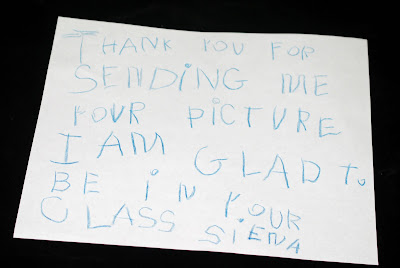 THANK YOU FOR
SENDiNG ME
YOUR PiCTURE
I AM GLAD To
BE iN YOUR
CLASS SiENA